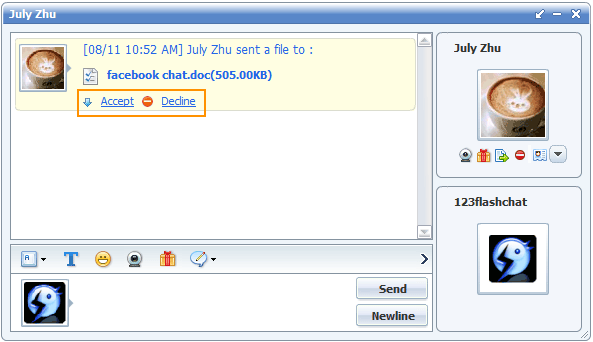 July Zhu
[08/11 10:52 AM] July Zhu sent a file to :
facebook chat.doc(505.00KB)
Accept Decline
July Zhu
123flashchat
A
T
Send
Newline